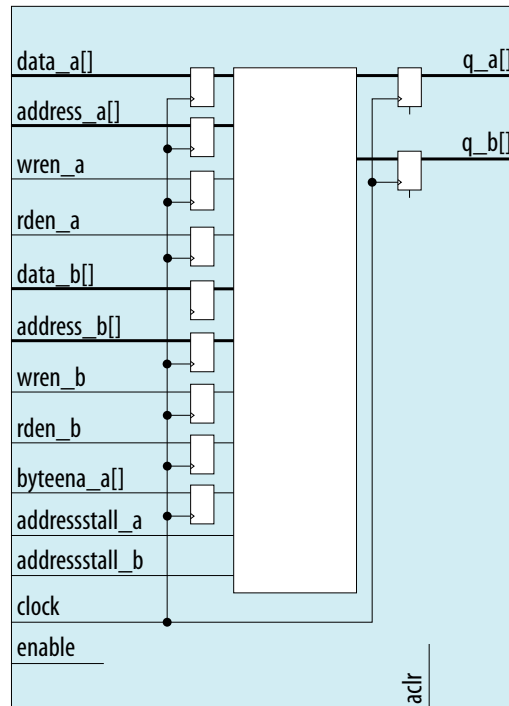 data_a[]
address_a[]
wren_a
rden_a
data_b[]
address_b[]
wren_b
rden_b
byteena_a[]
addressstall_a
addressstall_b
clock
enable
q_a[]
q_b[]
aclr